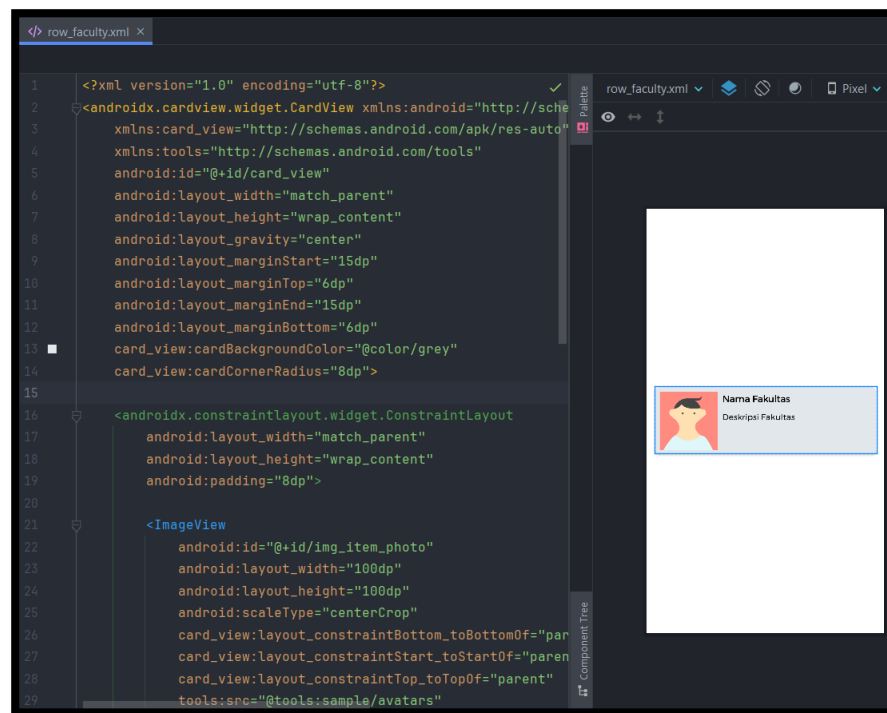 </> row_faculty.xml ×
1 <?xml version="1.0" encoding="utf-8"?>
2 <androidx.cardview.widget.CardView xmlns:android="http://sche
3 xmlns:card_view="http://schemas.android.com/apk/res-auto"
4 xmlns:tools="http://schemas.android.com/tools"
5 android:id="@+id/card_view"
6 android:layout_width="match_parent"
7 android:layout_height="wrap_content"
8 android:layout_gravity="center"
9 android:layout_marginStart="15dp"
10 android:layout_marginTop="6dp"
11 android:layout_marginEnd="15dp"
12 android:layout_marginBottom="6dp"
13 card_view:cardBackgroundColor="@color/grey"
14 card_view:cardCornerRadius="8dp">
15
16 <androidx.constraintlayout.widget.ConstraintLayout
17 android:layout_width="match_parent"
18 android:layout_height="wrap_content"
19 android:padding="8dp">
20
21 <ImageView
22 android:id="@+id/img_item_photo"
23 android:layout_width="100dp"
24 android:layout_height="100dp"
25 android:scaleType="centerCrop"
26 card_view:layout_constraintBottom_toBottomOf="par
27 card_view:layout_constraintStart_toStartOf="paren
28 card_view:layout_constraintTop_toTopOf="parent"
29 tools:src="@tools:sample/avatars"
Palette
Component Tree
row_faculty.xml
Pixel
Nama Fakultas
Deskripsi Fakultas